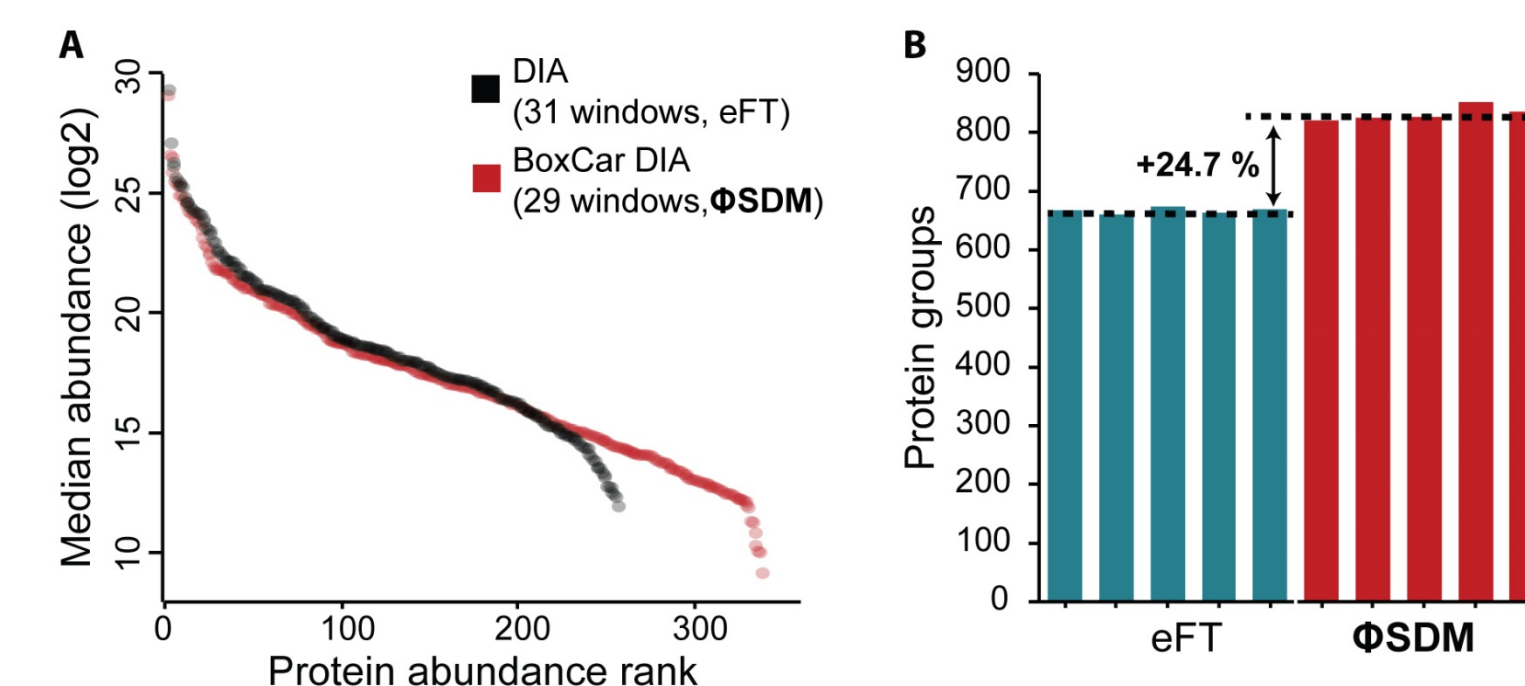 A
DIA
(31 windows, eFT)
BoxCar DIA
(29 windows,ΦSDM)
Median abundance (log2)
30
25
20
15
10
0 100 200 300
Protein abundance rank
B
Protein groups
900
800
700
600
500
400
300
200
100
0
+24.7 %
eFT ΦSDM